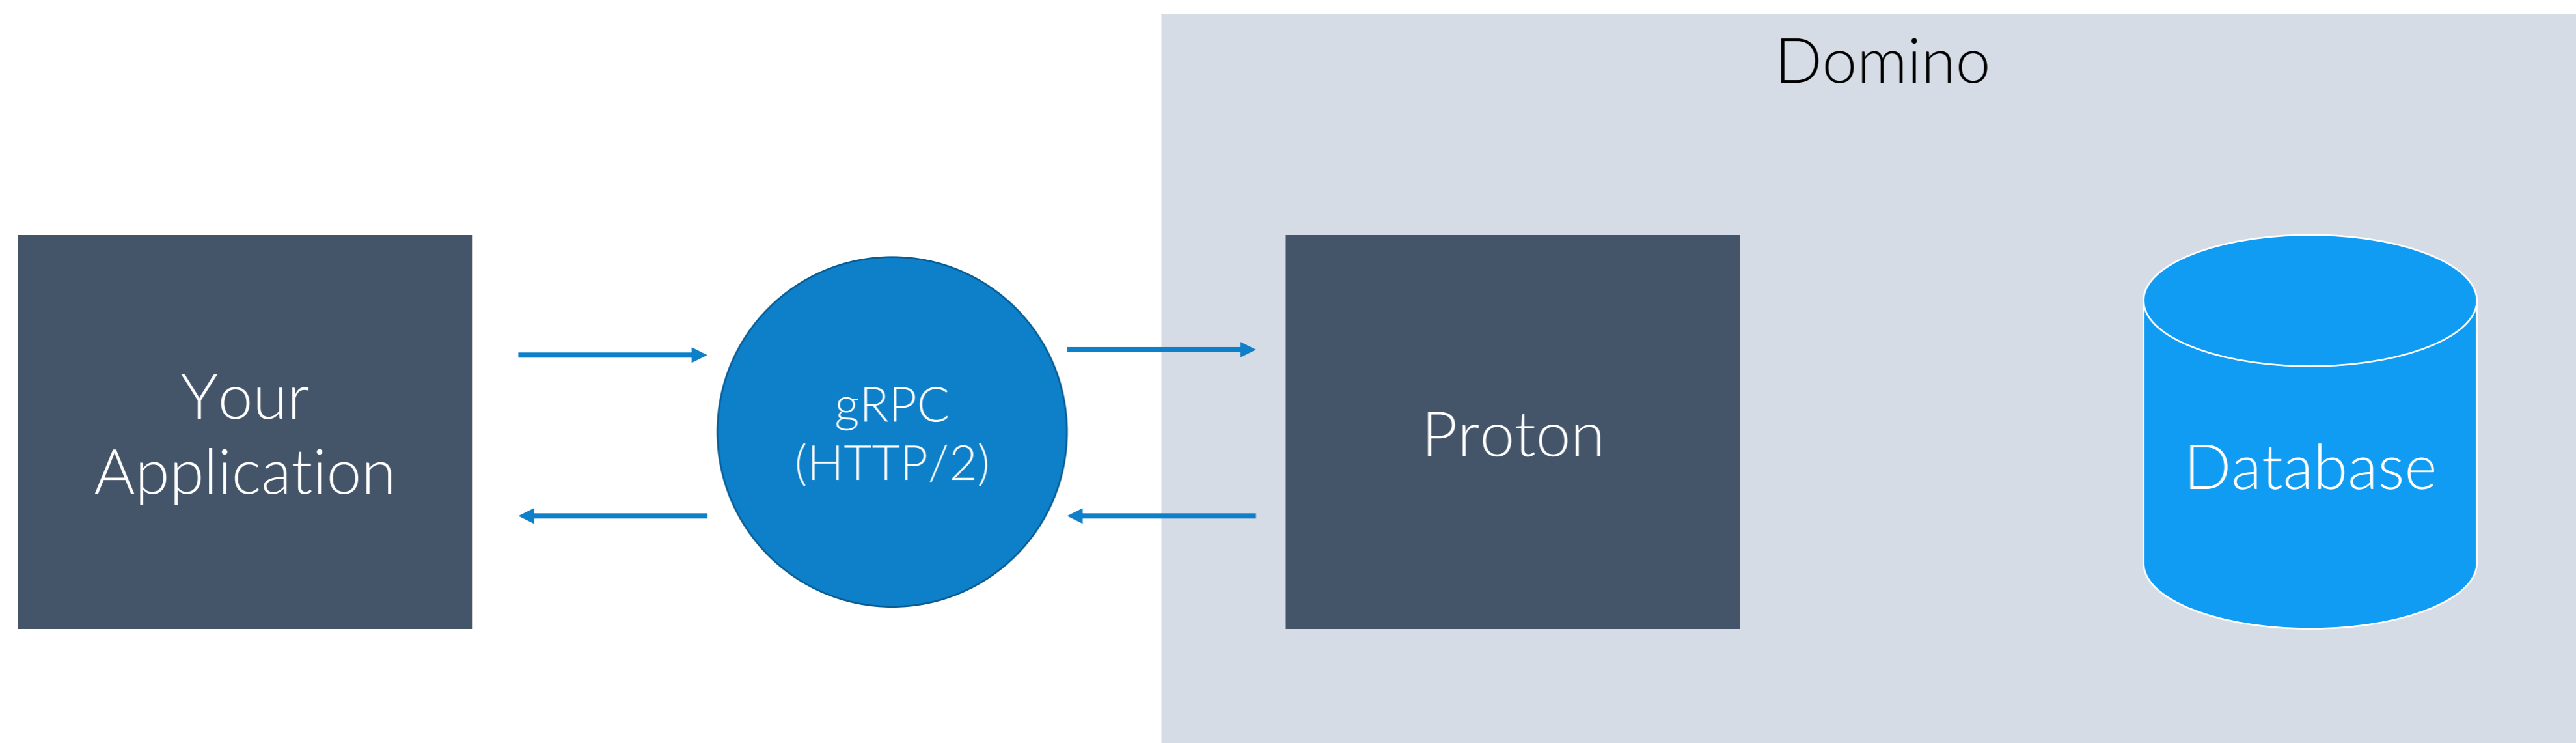 Domino
Your
Application
gRPC
(HTTP/2)
Proton
Database